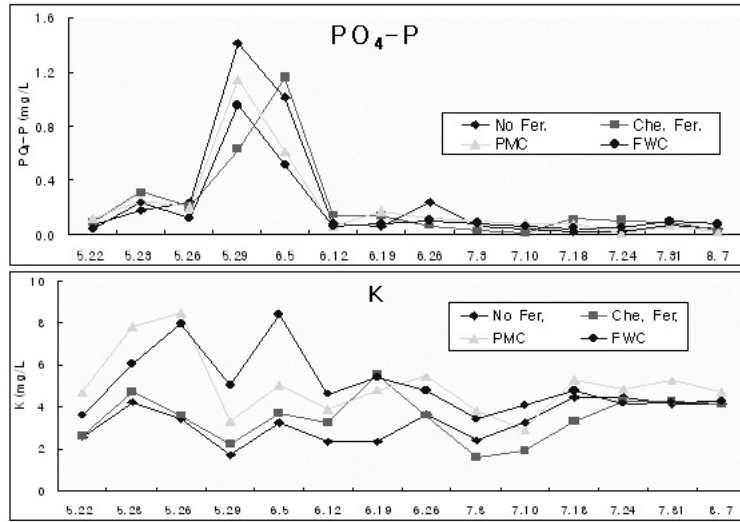 PO₄-P
1.6
1.2
0.8
0.4
0.0
PO₄-P (mg/L)
No Fer. Che. Fer.
PMC FWC
5.22 5.23 5.26 5.29 6.5 6.12 6.19 6.26 7.3 7.10 7.18 7.24 7.31 8.7
K
10
8
6
4
2
0
K (mg/L)
No Fer. Che. Fer.
PMC FWC
5.22 5.23 5.26 5.29 6.5 6.12 6.19 6.26 7.3 7.10 7.18 7.24 7.31 8.7